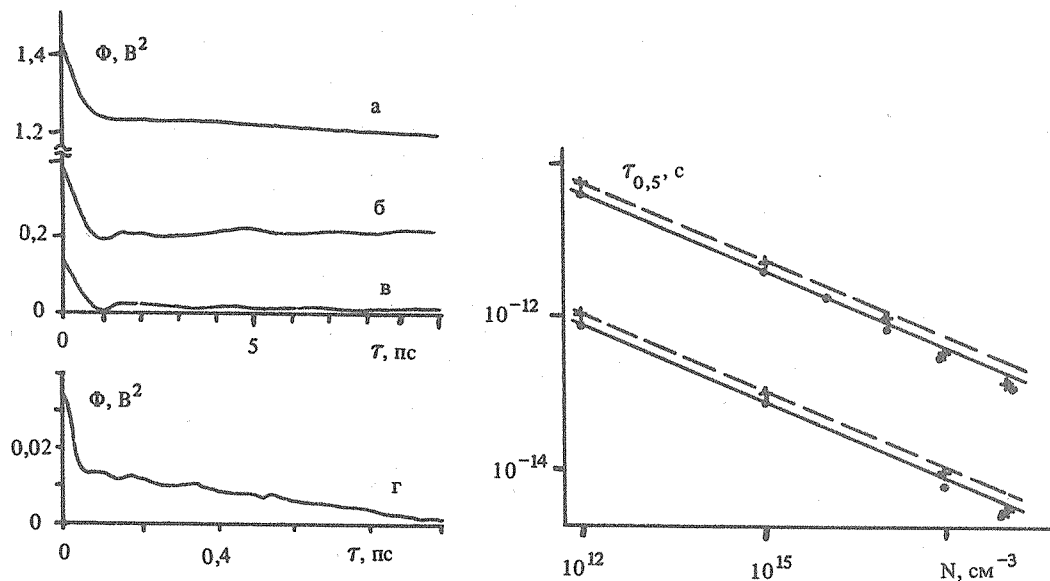 Φ, В²
1,4
а
1,2
б
0,2
в
0
0
5
τ, пс
Φ, В²
0,02
г
0
0
0,4
τ, пс
τ₀,₅, с
10⁻¹²
10⁻¹⁴
10¹²
10¹⁵
N, см⁻³